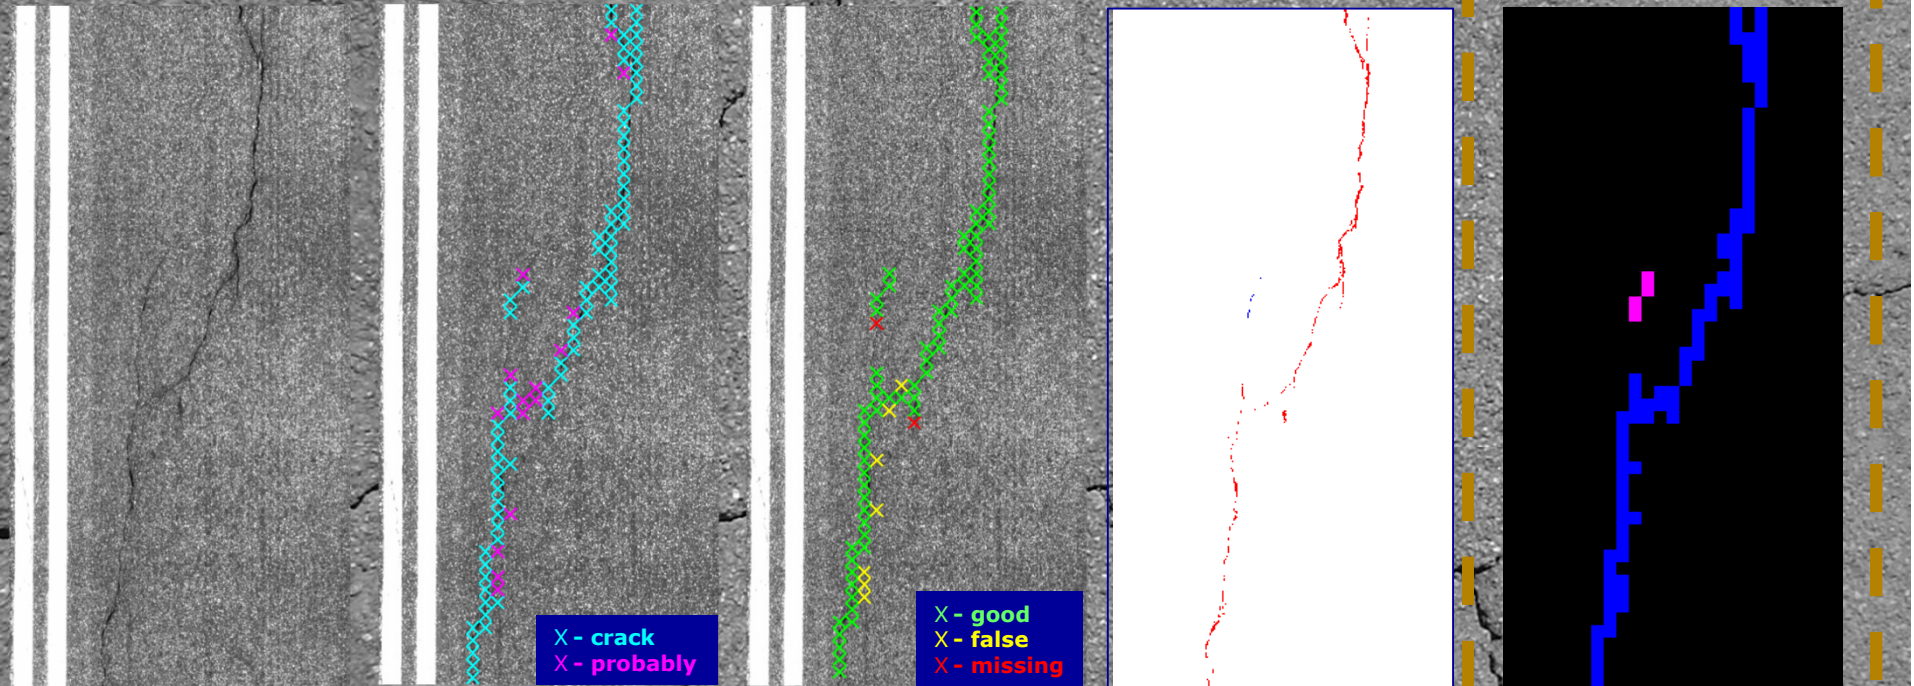 X - crack
X - probably
X - good
X - false
X - missing